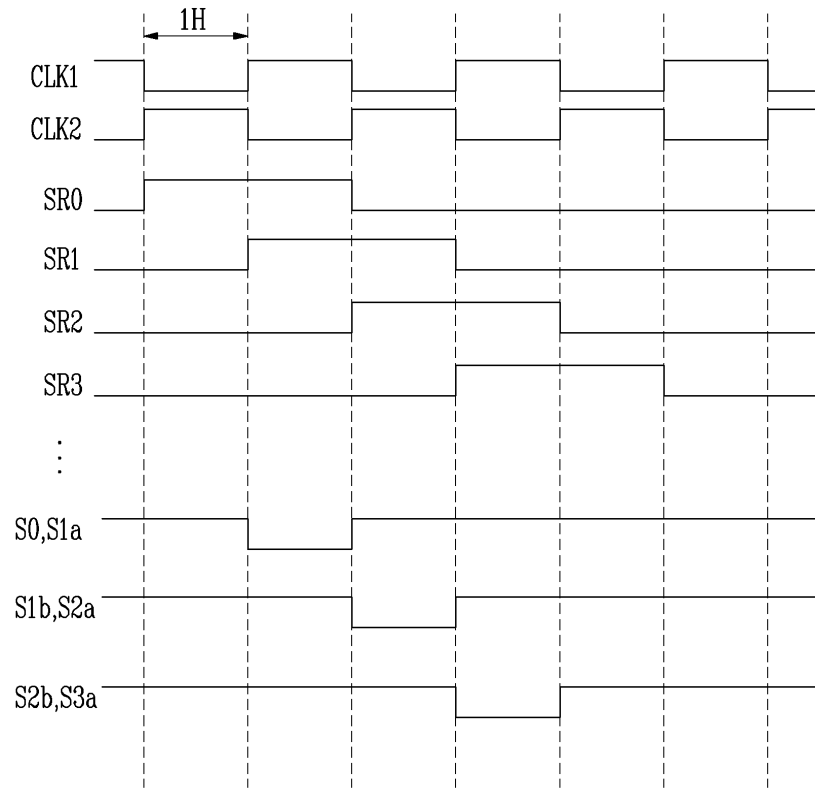 1H
CLK1
CLK2
SR0
SR1
SR2
SR3
⋮
S0,S1a
S1b,S2a
S2b,S3a